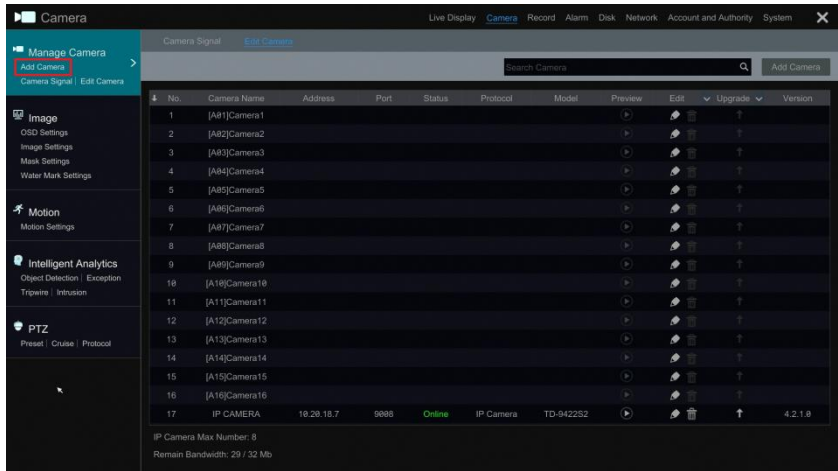 Camera
Live Display Camera Record Alarm Disk Network Account and Authority System
Manage Camera
Add Camera
Camera Signal | Edit Camera
Image
OSD Settings
Image Settings
Mask Settings
Water Mark Settings
Motion
Motion Settings
Intelligent Analytics
Object Detection | Exception
Tripwire | Intrusion
PTZ
Preset | Cruise | Protocol
Camera Signal Edit Camera
Search Camera Add Camera
No. Camera Name Address Port Status Protocol Model Preview Edit Upgrade Version
1 [A01]Camera1
2 [A02]Camera2
3 [A03]Camera3
4 [A04]Camera4
5 [A05]Camera5
6 [A06]Camera6
7 [A07]Camera7
8 [A08]Camera8
9 [A09]Camera9
10 [A10]Camera10
11 [A11]Camera11
12 [A12]Camera12
13 [A13]Camera13
14 [A14]Camera14
15 [A15]Camera15
16 [A16]Camera16
17 IP CAMERA 10.20.18.7 9008 Online IP Camera TD-9422S2 4.2.1.0
IP Camera Max Number: 8
Remain Bandwidth: 29 / 32 Mb